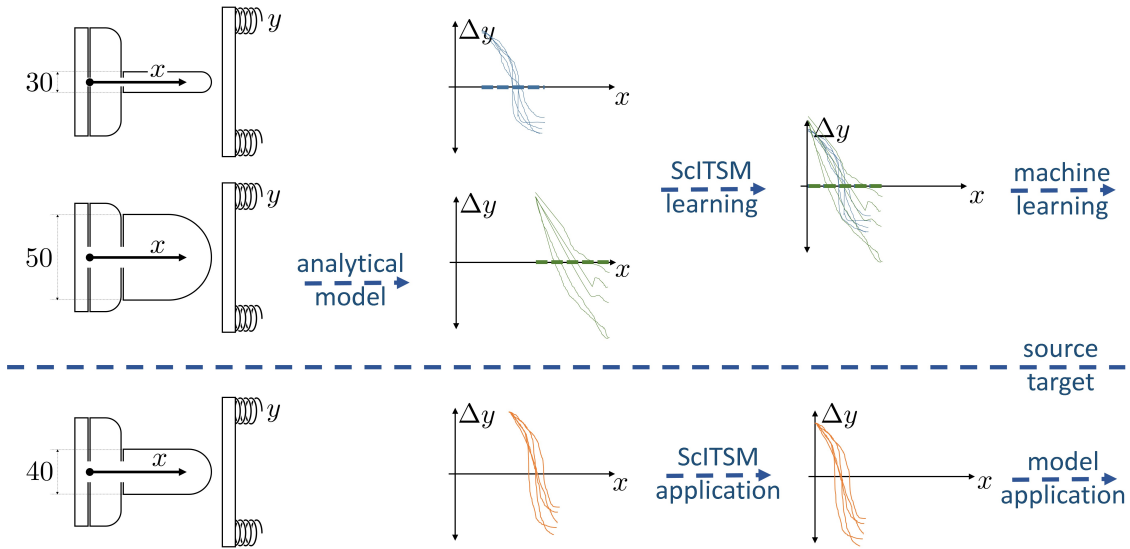 30
x
y
Δy
x
50
x
y
analytical
model
Δy
x
ScITSM
learning
Δy
x
machine
learning
source
target
40
x
y
Δy
x
ScITSM
application
Δy
x
model
application